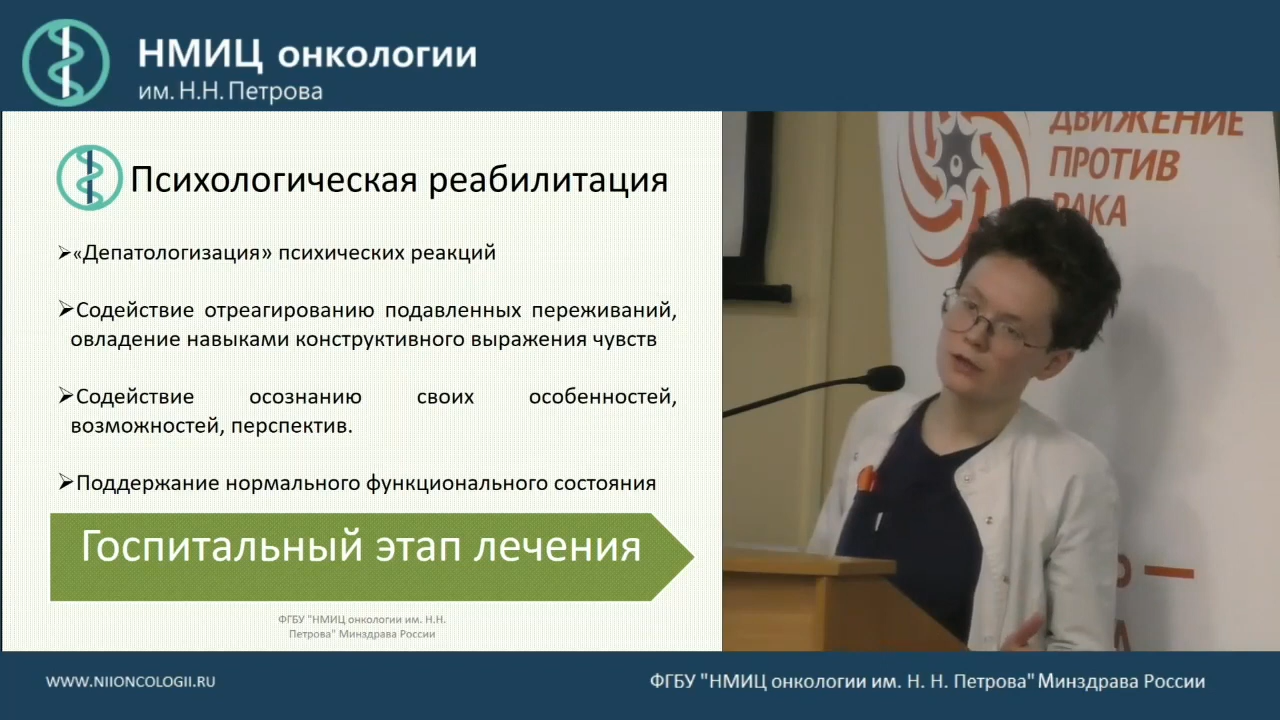 НМИЦ онкологии
им. Н.Н. Петрова
Психологическая реабилитация
«Депатологизация» психических реакций
Содействие отреагированию подавленных переживаний,
овладение навыками конструктивного выражения чувств
Содействие осознанию своих особенностей,
возможностей, перспектив.
Поддержание нормального функционального состояния
Госпитальный этап лечения
ФГБУ "НМИЦ онкологии им. Н.Н.
Петрова" Минздрава России
ДВИЖЕНИЕ
ПРОТИВ
РАКА
WWW.NIIONCOLOGII.RU
ФГБУ "НМИЦ онкологии им. Н. Н. Петрова" Минздрава России